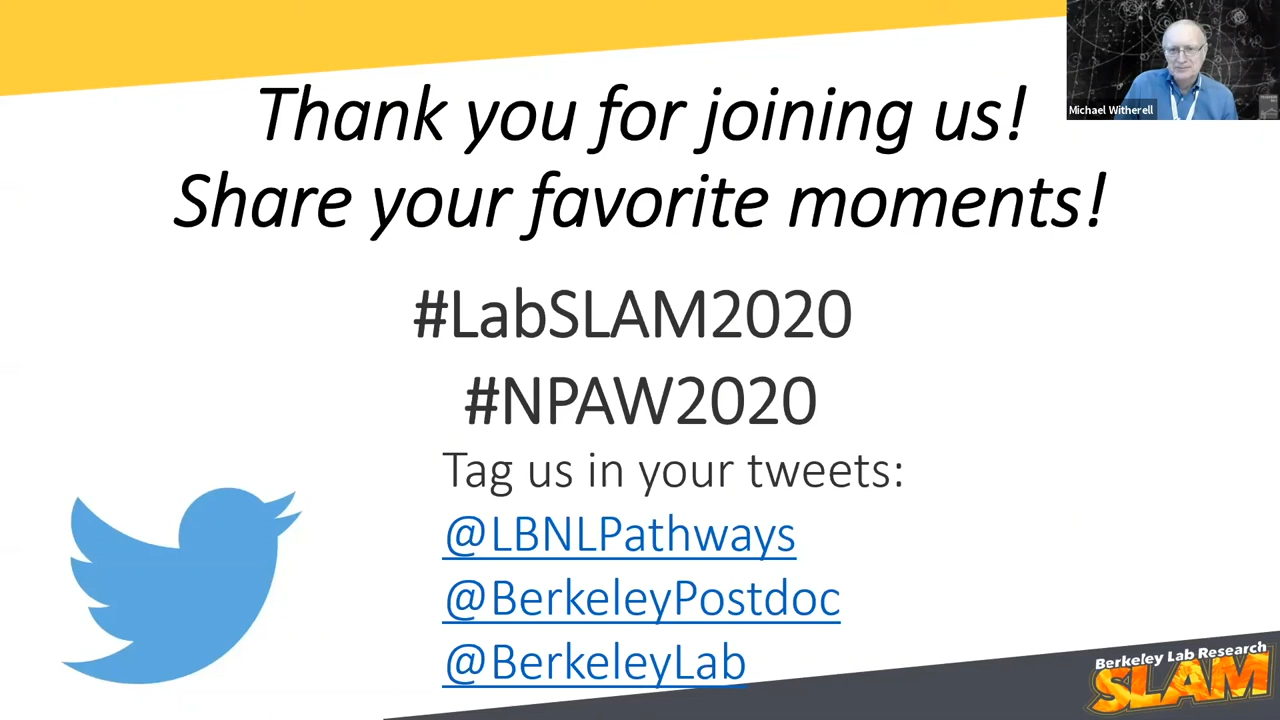 Michael Witherell
Thank you for joining us!
Share your favorite moments!
#LabSLAM2020
#NPAW2020
Tag us in your tweets:
@LBNLPathways
@BerkeleyPostdoc
@BerkeleyLab
Berkeley Lab Research
SLAM